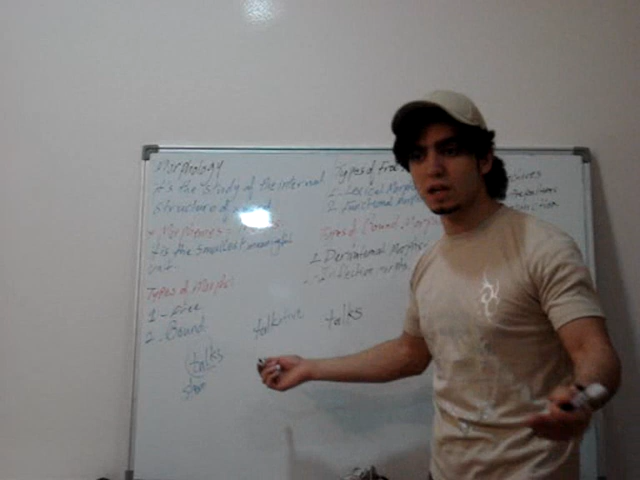 Morphology
it's the study of the internal
structure of
* Morphemes:
it is the smallest meaningful
unit.
Types of Morph:
1 - free
2 - Bound
talks
Types of Free
1. Lexical Morph
2. Functional Morph
Types of Bound Morph
1. Derivational Morph
2. Inflection morph
talkative
talks